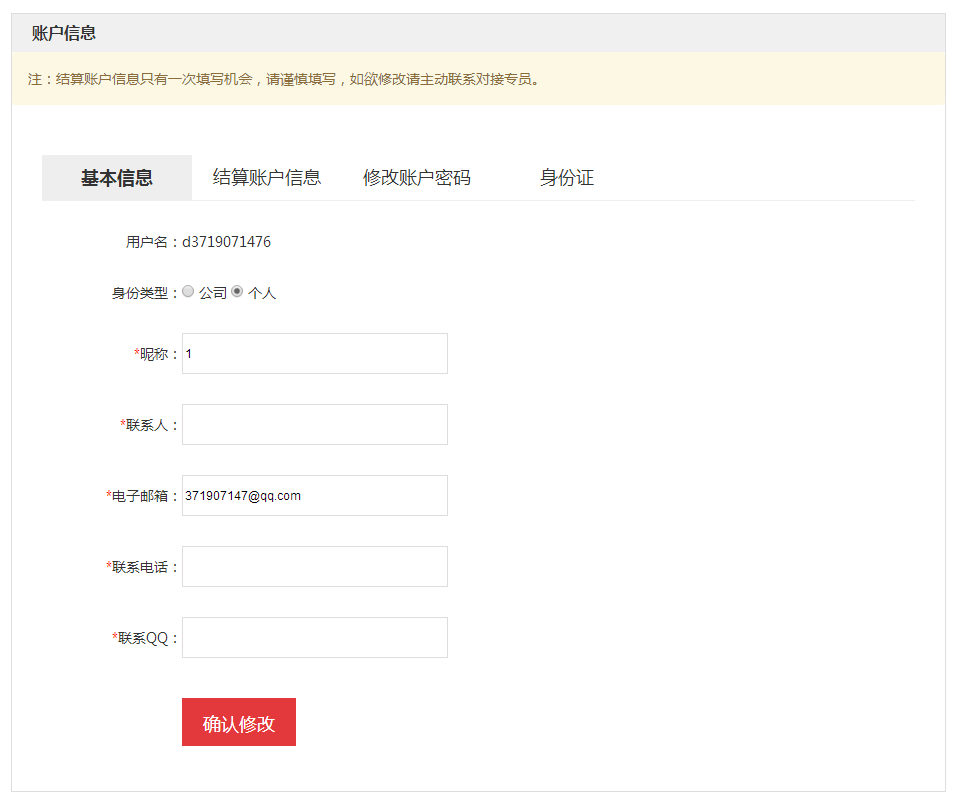 账户信息
注：结算账户信息只有一次填写机会，请谨慎填写，如欲修改请主动联系对接专员。
基本信息 结算账户信息 修改账户密码 身份证
用户名：d3719071476
身份类型： 公司 个人
*昵称： 1
*联系人：
*电子邮箱： 371907147@qq.com
*联系电话：
*联系QQ：
确认修改